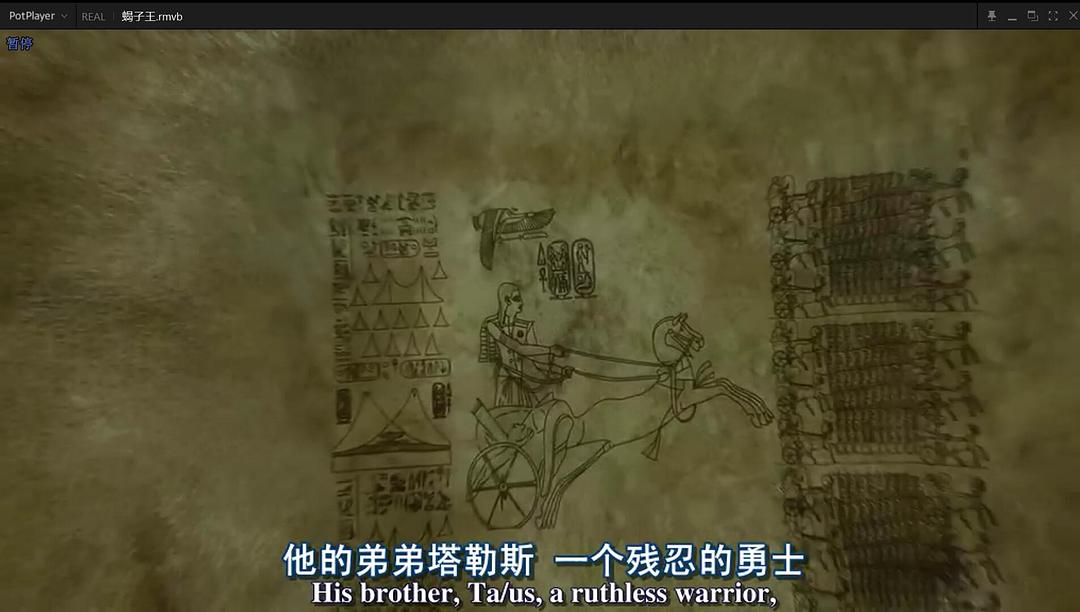 PotPlayer REAL 蝎子王.rmvb
暂停
他的弟弟塔勒斯 一个残忍的勇士
His brother, Ta/us, a ruthless warrior,